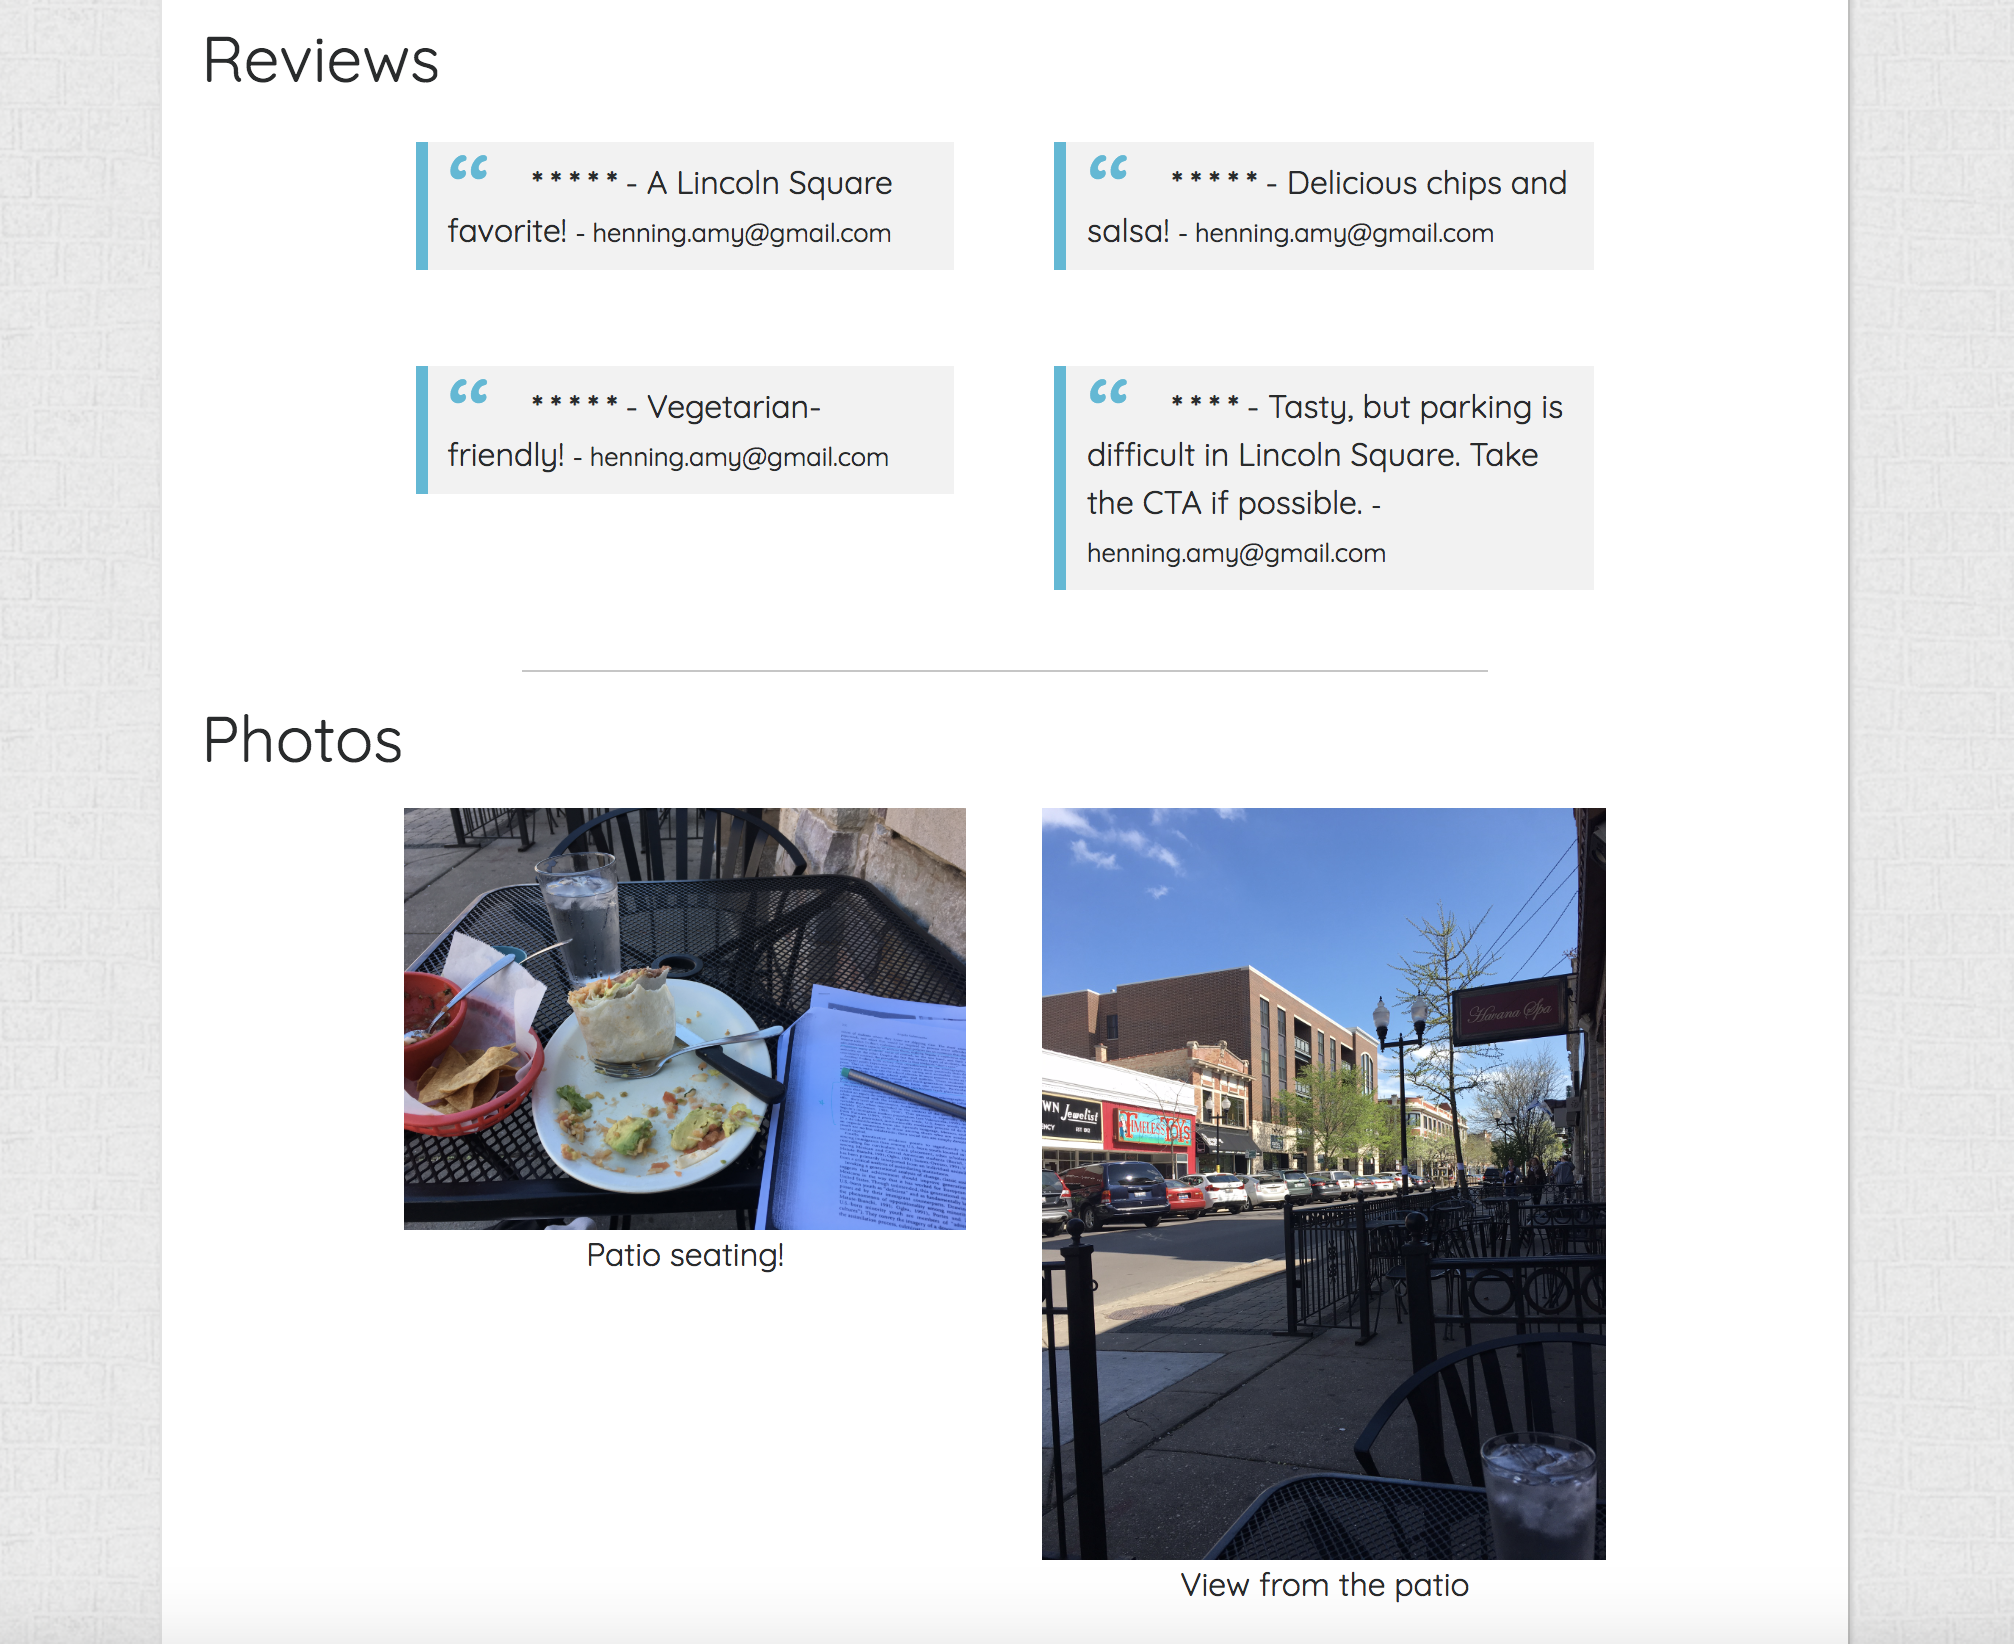 Reviews
“ * * * * * - A Lincoln Square
favorite! - henning.amy@gmail.com
“ * * * * * - Delicious chips and
salsa! - henning.amy@gmail.com
“ * * * * * - Vegetarian-
friendly! - henning.amy@gmail.com
“ * * * * - Tasty, but parking is
difficult in Lincoln Square. Take
the CTA if possible. -
henning.amy@gmail.com
Photos
Patio seating!
Havana Spa
WN Jewelist
TIMELESS TOYS
View from the patio